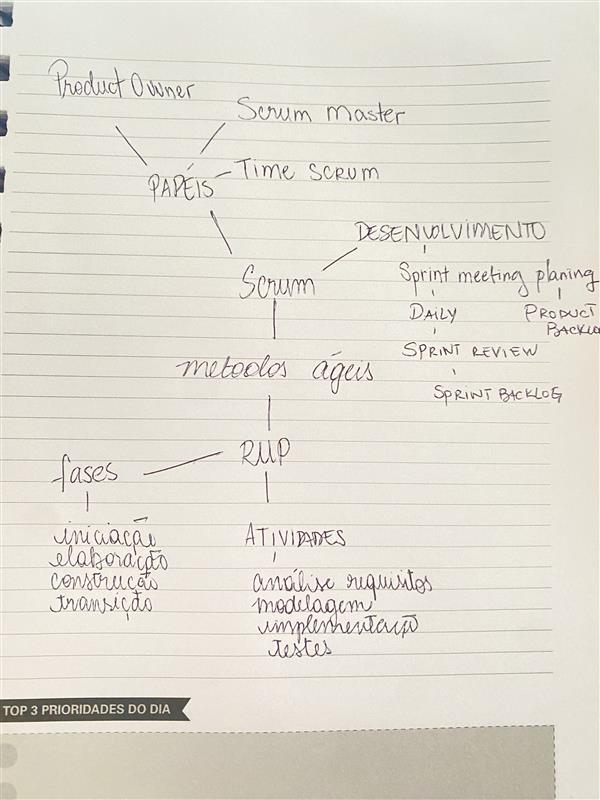 Product Owner
Scrum master
Time scrum
PAPÉIS
DESENVOLVIMENTO
Scrum
Sprint meeting planing
DAILY
PRODUCT
BACKLO
SPRINT REVIEW
metodos ágeis
SPRINT BACKLOG
RUP
fases
iniciação
elaboração
construção
transição
ATIVIDADES
análise requisitos
modelagem
implementação
testes
TOP 3 PRIORIDADES DO DIA